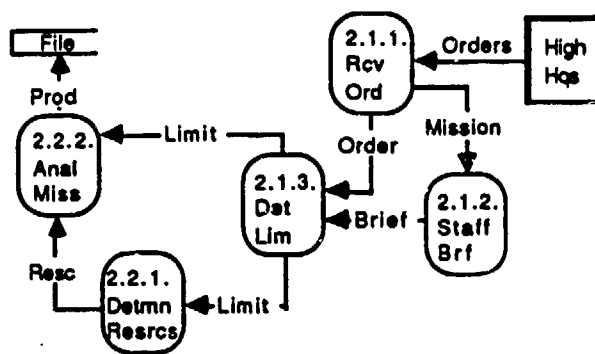 File
2.1.1.
Rcv
Ord
Orders
High
Hqs
Prod
2.2.2.
Anal
Miss
Limit
Order
Mission
2.1.3.
Dat
Lim
Brief
2.1.2.
Staff
Brf
Resc
2.2.1.
Detmn
Resrcs
Limit